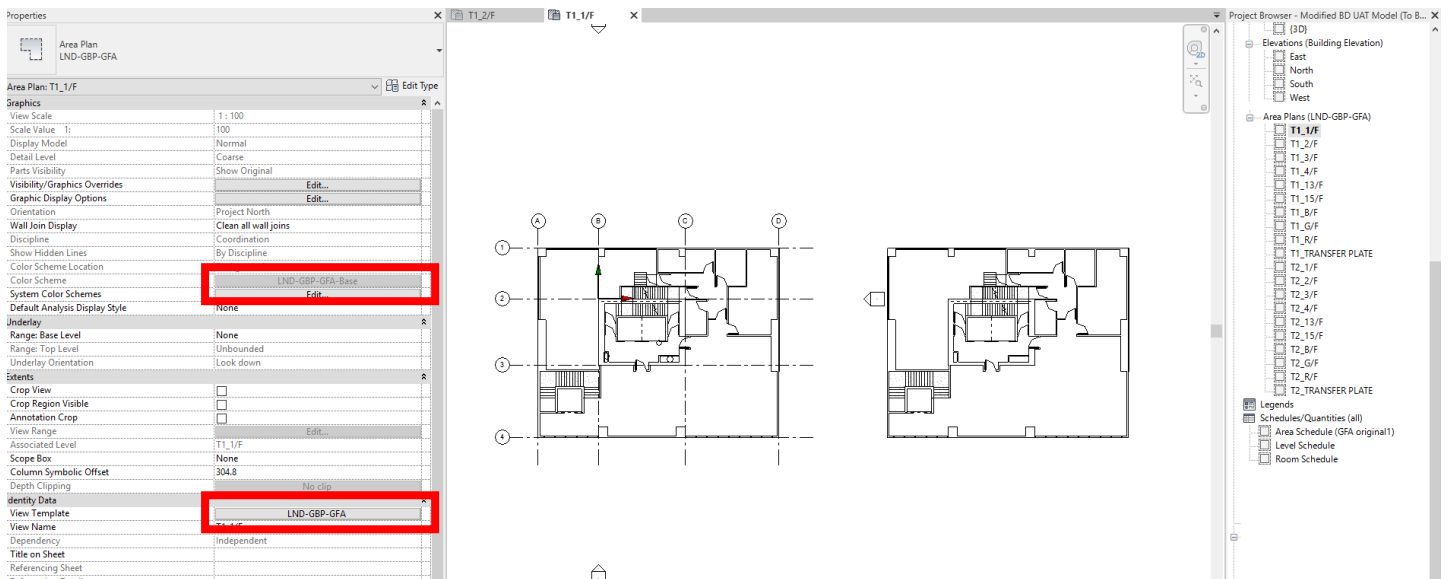 Properties
Area Plan
LND-GBP-GFA
Area Plan: T1_1/F
Edit Type
Graphics
View Scale 1 : 100
Scale Value 1: 100
Display Model Normal
Detail Level Coarse
Parts Visibility Show Original
Visibility/Graphics Overrides Edit...
Graphic Display Options Edit...
Orientation Project North
Wall Join Display Clean all wall joins
Discipline Coordination
Show Hidden Lines By Discipline
Color Scheme Location
Color Scheme LND-GBP-GFA-Base
System Color Schemes Edit...
Default Analysis Display Style None
Underlay
Range: Base Level None
Range: Top Level Unbounded
Underlay Orientation Look down
Extents
Crop View
Crop Region Visible
Annotation Crop
View Range Edit...
Associated Level T1_1/F
Scope Box None
Column Symbolic Offset 304.8
Depth Clipping No clip
Identity Data
View Template LND-GBP-GFA
View Name T1_1/F
Dependency Independent
Title on Sheet
Referencing Sheet
T1_2/F
T1_1/F
2D
A
B
C
D
1
2
3
4
Project Browser - Modified BD UAT Model (To B...
{3D}
Elevations (Building Elevation)
East
North
South
West
Area Plans (LND-GBP-GFA)
T1_1/F
T1_2/F
T1_3/F
T1_4/F
T1_13/F
T1_15/F
T1_B/F
T1_G/F
T1_R/F
T1_TRANSFER PLATE
T2_1/F
T2_2/F
T2_3/F
T2_4/F
T2_13/F
T2_15/F
T2_B/F
T2_G/F
T2_R/F
T2_TRANSFER PLATE
Legends
Schedules/Quantities (all)
Area Schedule (GFA original1)
Level Schedule
Room Schedule